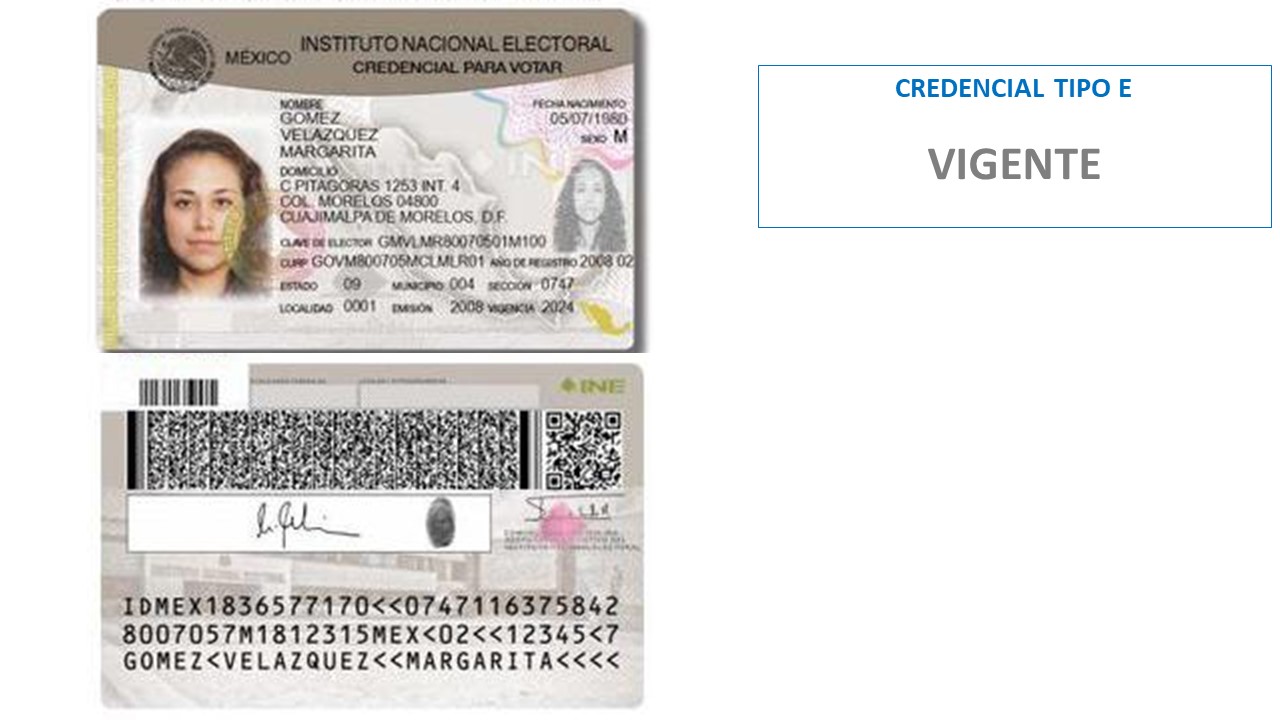 MÉXICO INSTITUTO NACIONAL ELECTORAL
CREDENCIAL PARA VOTAR
NOMBRE
GOMEZ
VELAZQUEZ
MARGARITA
FECHA NACIMIENTO
05/07/1980
SEXO M
DOMICILIO
C PITAGORAS 1253 INT. 4
COL. MORELOS 04800
CUAJIMALPA DE MORELOS, D.F.
CLAVE DE ELECTOR GMVLMR80070501M100
CURP GOVM800705MCLMLR01 AÑO DE REGISTRO 2008 02
ESTADO 09 MUNICIPIO 004 SECCIÓN 0747
LOCALIDAD 0001 EMISIÓN 2008 VIGENCIA 2024
CREDENCIAL TIPO E
VIGENTE
INE
IDMEX1836577170<<0747116375842
8007057M1812315MEX<02<<12345<7
GOMEZ<VELAZQUEZ<<MARGARITA<<<<